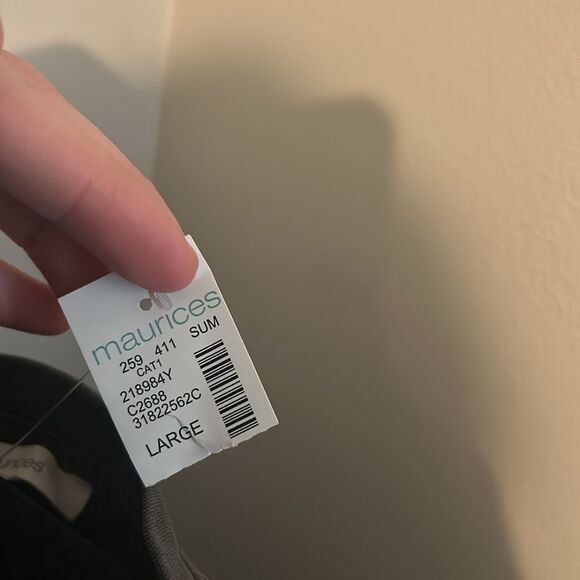 maurices
259 411 SUM
CAT1
218984Y
C2688
31822562C
LARGE